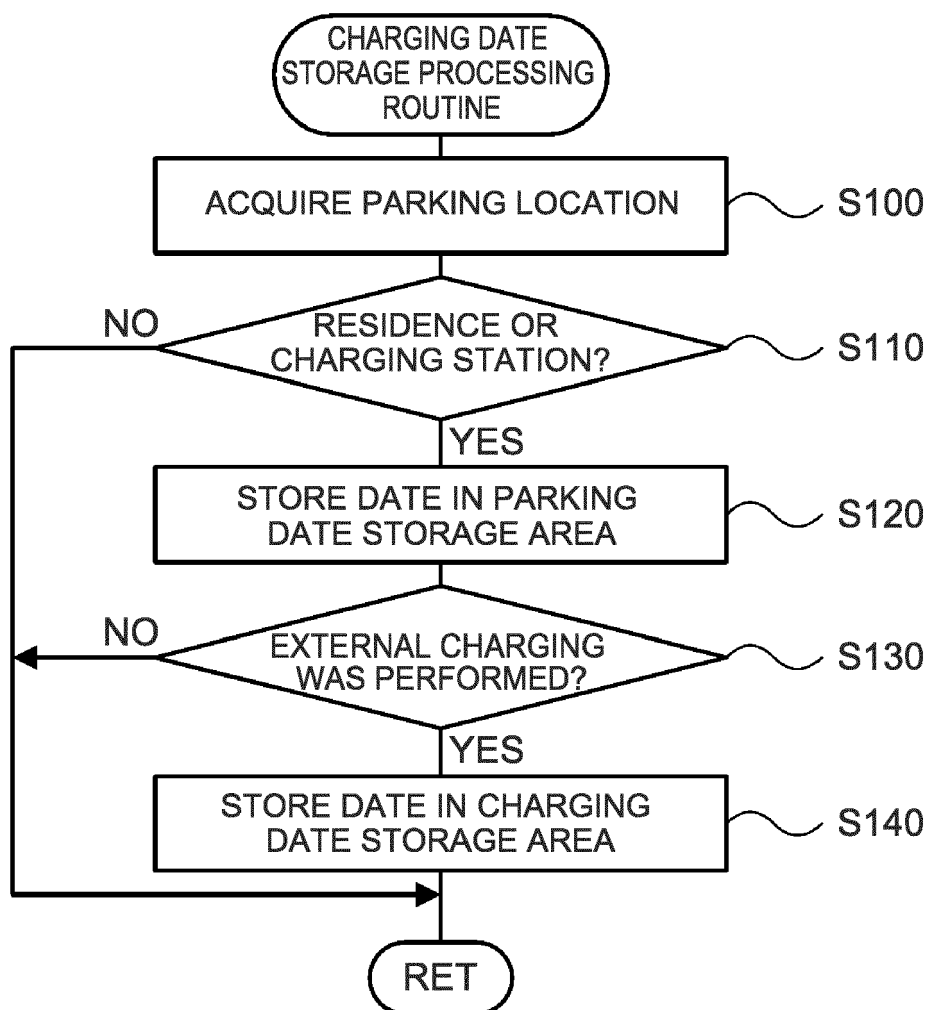 CHARGING DATE
STORAGE PROCESSING
ROUTINE
ACQUIRE PARKING LOCATION
S100
NO
RESIDENCE OR
CHARGING STATION?
S110
YES
STORE DATE IN PARKING
DATE STORAGE AREA
S120
NO
EXTERNAL CHARGING
WAS PERFORMED?
S130
YES
STORE DATE IN CHARGING
DATE STORAGE AREA
S140
RET